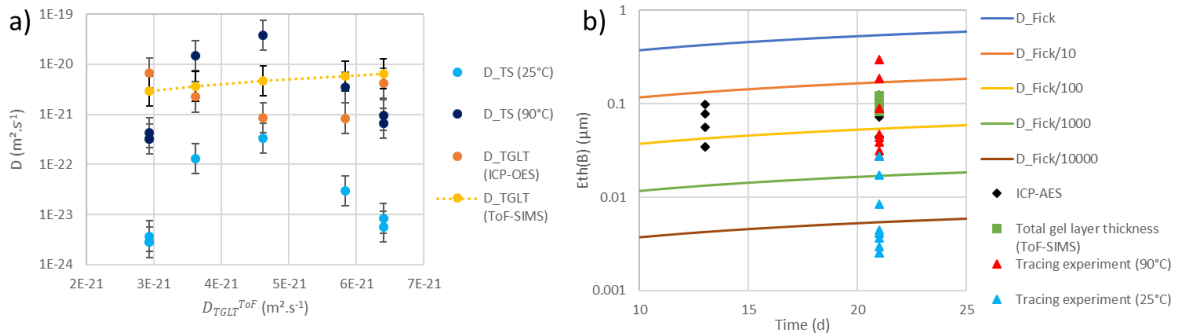 a)
1E-19
1E-20
1E-21
1E-22
1E-23
1E-24
D (m².s⁻¹)
2E-21 3E-21 4E-21 5E-21 6E-21 7E-21
D_TGLT^ToF (m².s⁻¹)
D_TS (25°C)
D_TS (90°C)
D_TGLT
(ICP-OES)
D_TGLT
(ToF-SIMS)
b)
1
0.1
0.01
0.001
Eth(B) (µm)
10 15 20 25
Time (d)
D_Fick
D_Fick/10
D_Fick/100
D_Fick/1000
D_Fick/10000
ICP-AES
Total gel layer thickness
(ToF-SIMS)
Tracing experiment (90°C)
Tracing experiment (25°C)